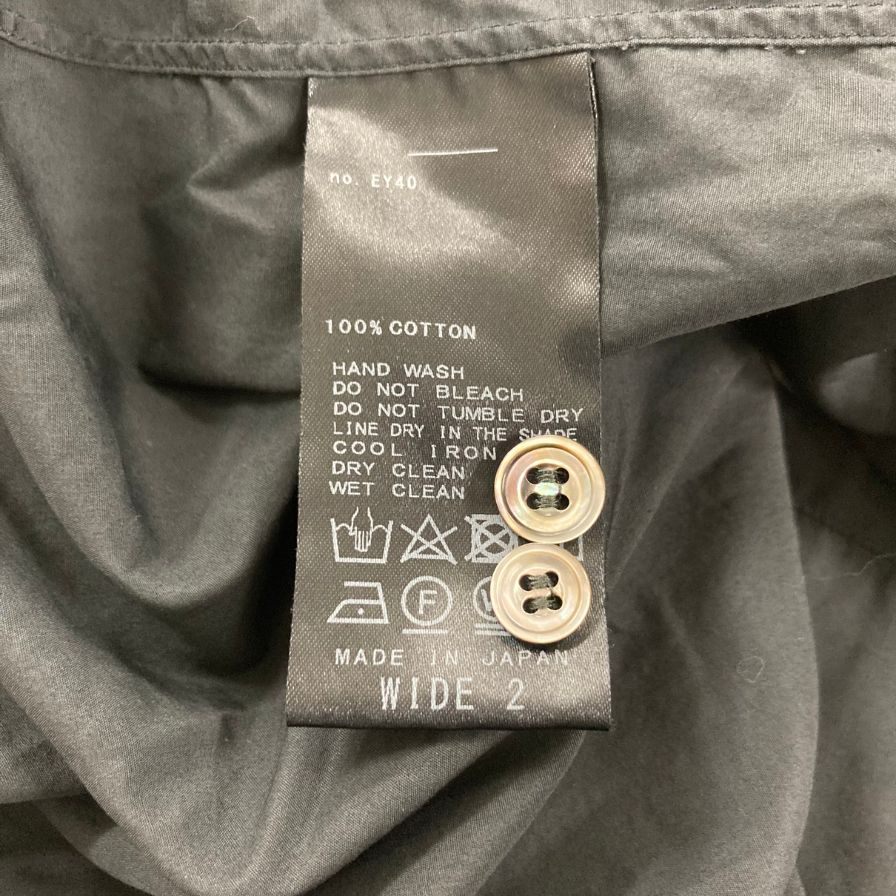 no. EY40
100% COTTON
HAND WASH
DO NOT BLEACH
DO NOT TUMBLE DRY
LINE DRY IN THE SHADE
COOL IRON
DRY CLEAN
WET CLEAN
F
W
MADE IN JAPAN
WIDE 2